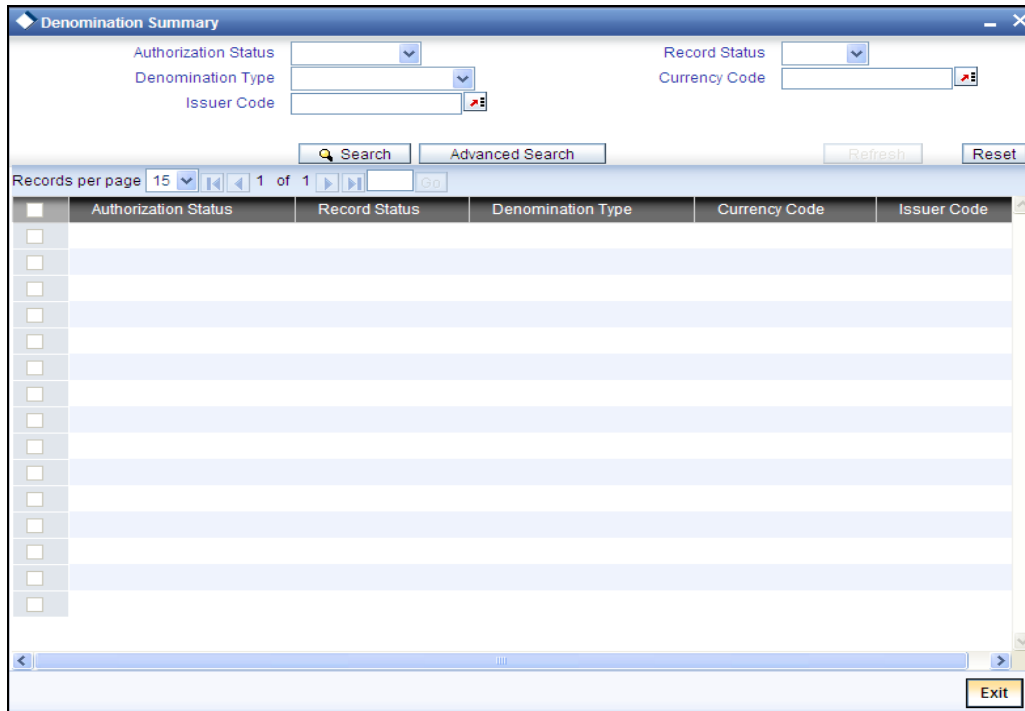 Denomination Summary
Authorization Status
Record Status
Denomination Type
Currency Code
Issuer Code
Search
Advanced Search
Refresh
Reset
Records per page 15 1 of 1 Go
Authorization Status Record Status Denomination Type Currency Code Issuer Code
Exit